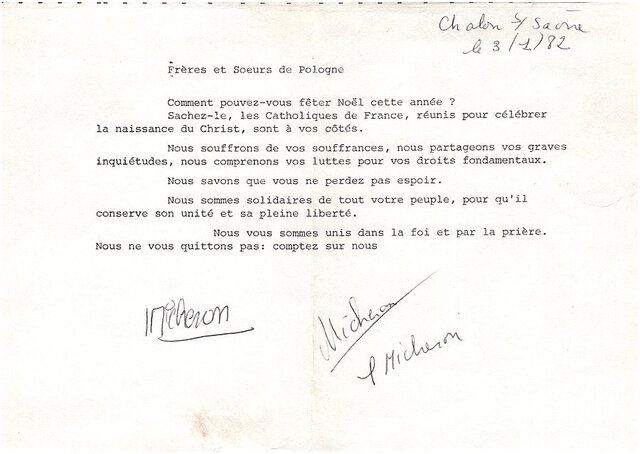 Chalon s/ Saône
le 3/1/82
Frères et Soeurs de Pologne
Comment pouvez-vous fêter Noël cette année ?
Sachez-le, les Catholiques de France, réunis pour célébrer
la naissance du Christ, sont à vos côtés.
Nous souffrons de vos souffrances, nous partageons vos graves
inquiétudes, nous comprenons vos luttes pour vos droits fondamentaux.
Nous savons que vous ne perdez pas espoir.
Nous sommes solidaires de tout votre peuple, pour qu'il
conserve son unité et sa pleine liberté.
Nous vous sommes unis dans la foi et par la prière.
Nous ne vous quittons pas: comptez sur nous
Micheron
Micheron
Micheron